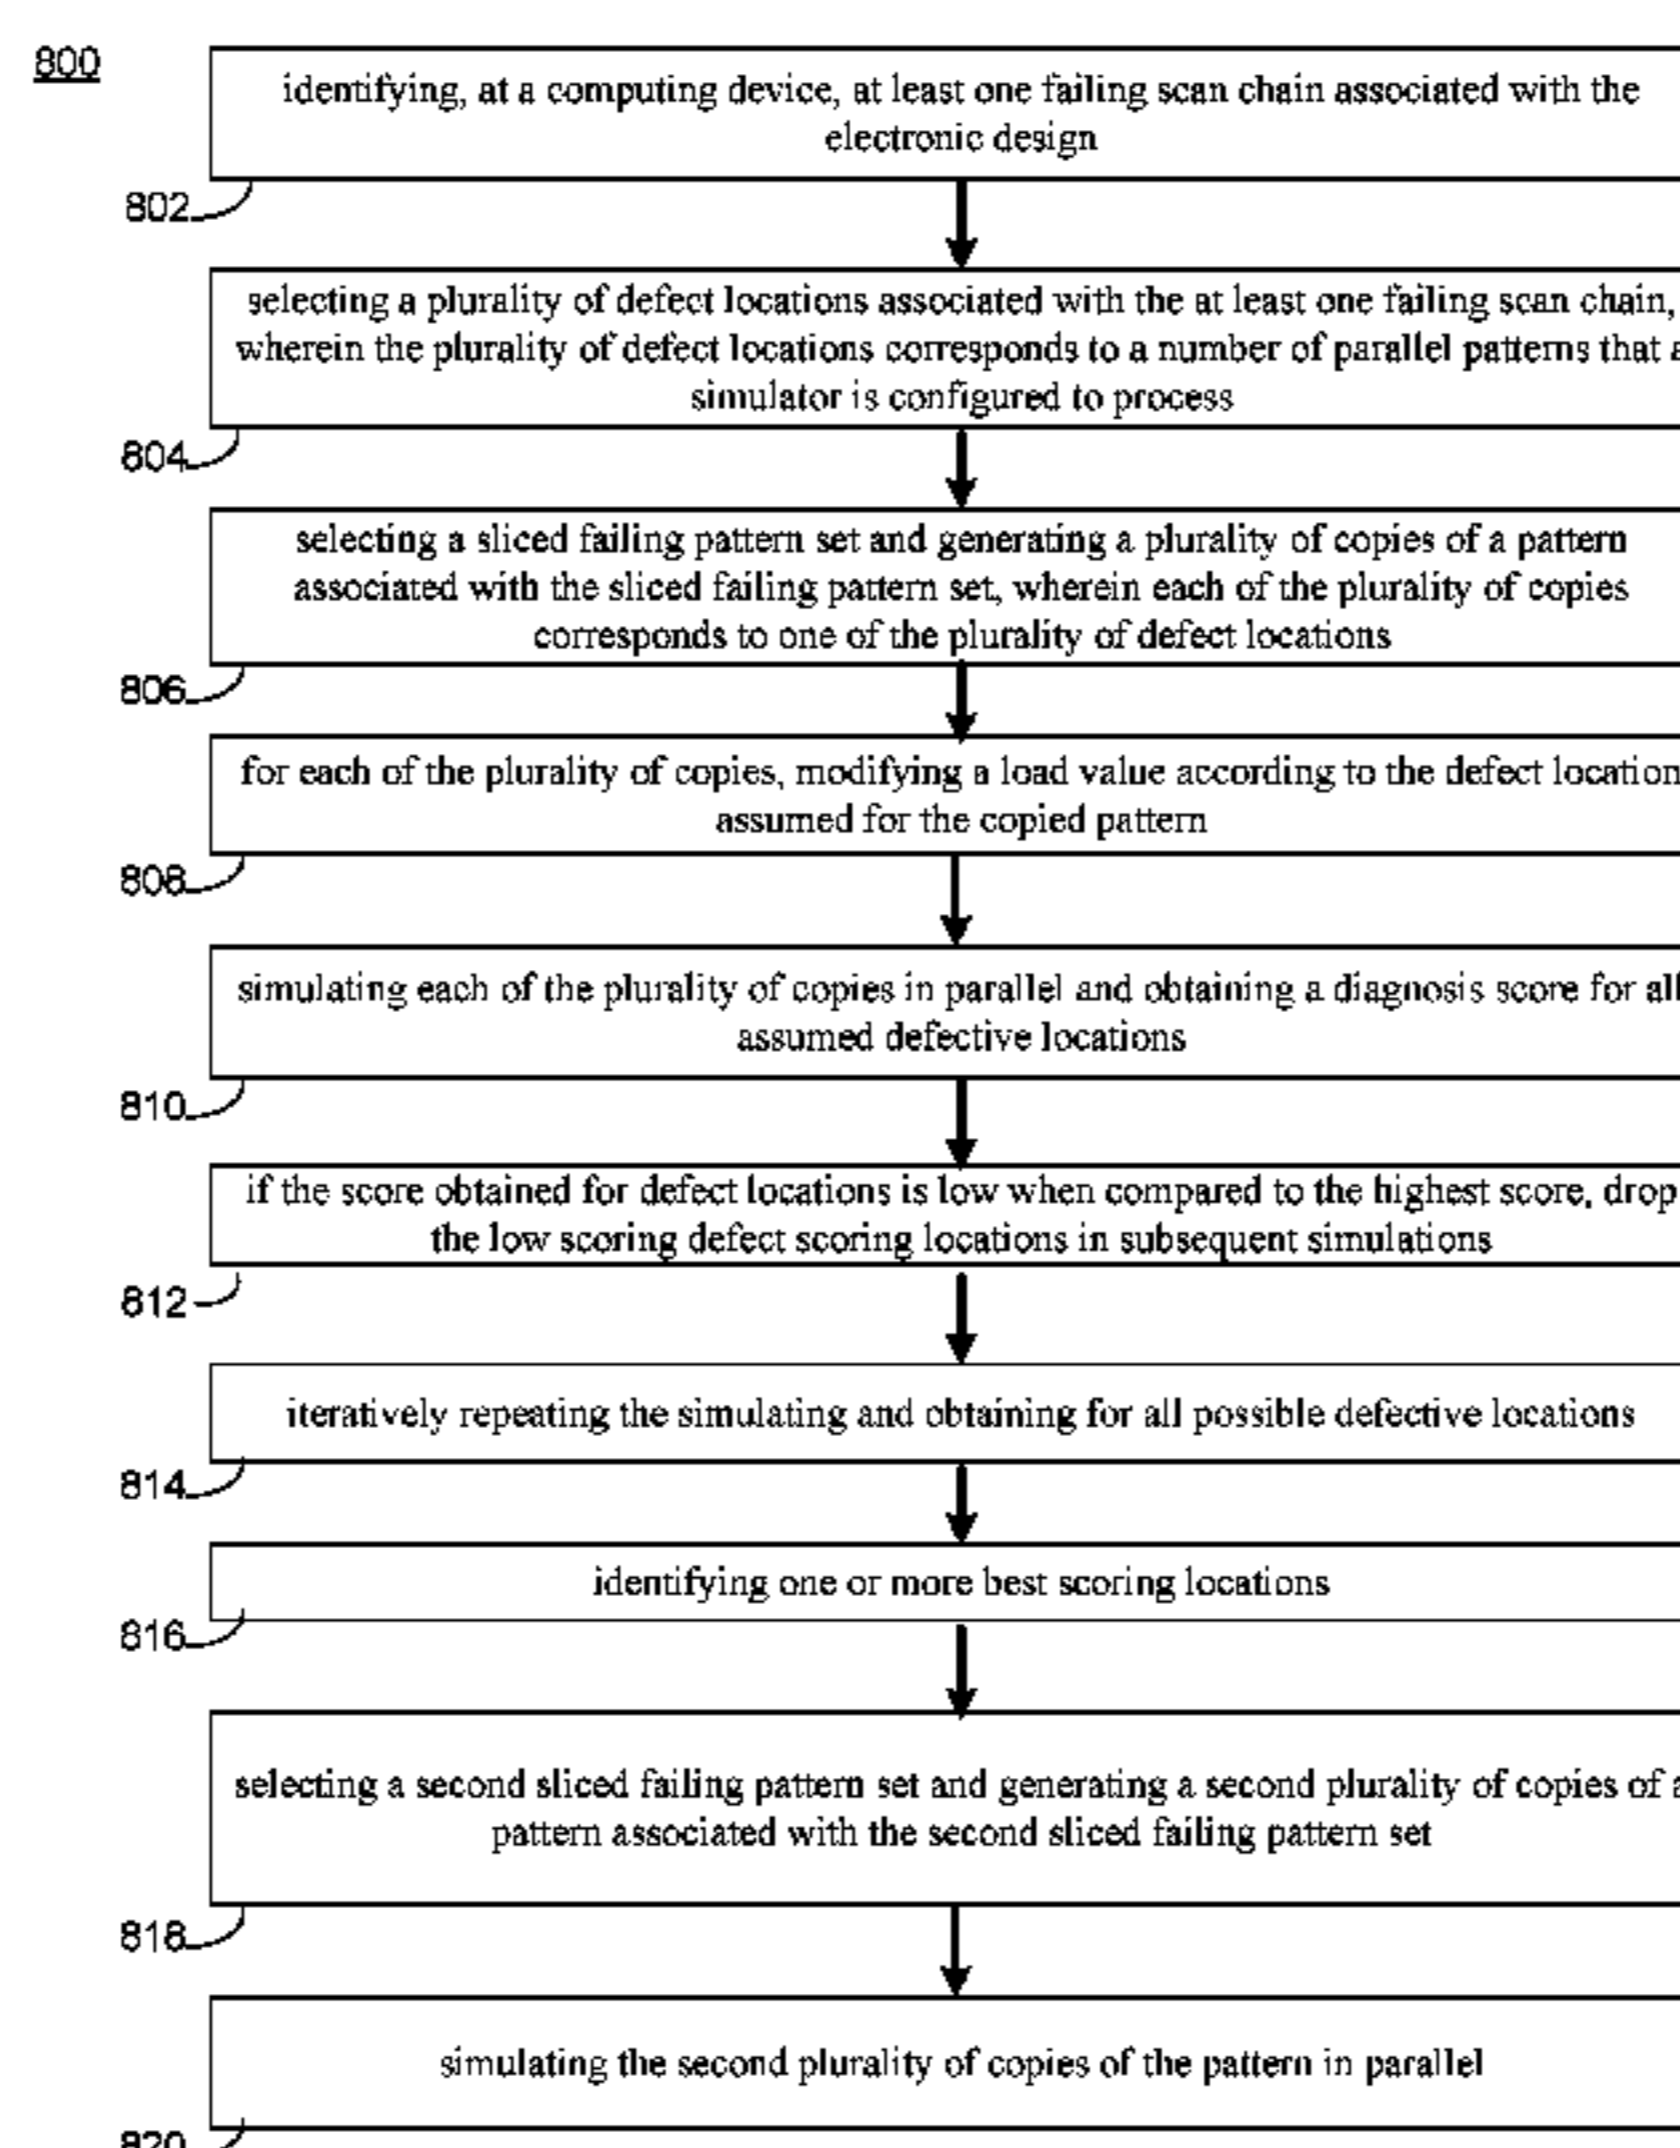 800
identifying, at a computing device, at least one failing scan chain associated with the
electronic design
802
selecting a plurality of defect locations associated with the at least one failing scan chain,
wherein the plurality of defect locations corresponds to a number of parallel patterns that a
simulator is configured to process
804
selecting a sliced failing pattern set and generating a plurality of copies of a pattern
associated with the sliced failing pattern set, wherein each of the plurality of copies
corresponds to one of the plurality of defect locations
806
for each of the plurality of copies, modifying a load value according to the defect location
assumed for the copied pattern
808
simulating each of the plurality of copies in parallel and obtaining a diagnosis score for all
assumed defective locations
810
if the score obtained for defect locations is low when compared to the highest score, drop
the low scoring defect scoring locations in subsequent simulations
812
iteratively repeating the simulating and obtaining for all possible defective locations
814
identifying one or more best scoring locations
816
selecting a second sliced failing pattern set and generating a second plurality of copies of a
pattern associated with the second sliced failing pattern set
818
simulating the second plurality of copies of the pattern in parallel
820